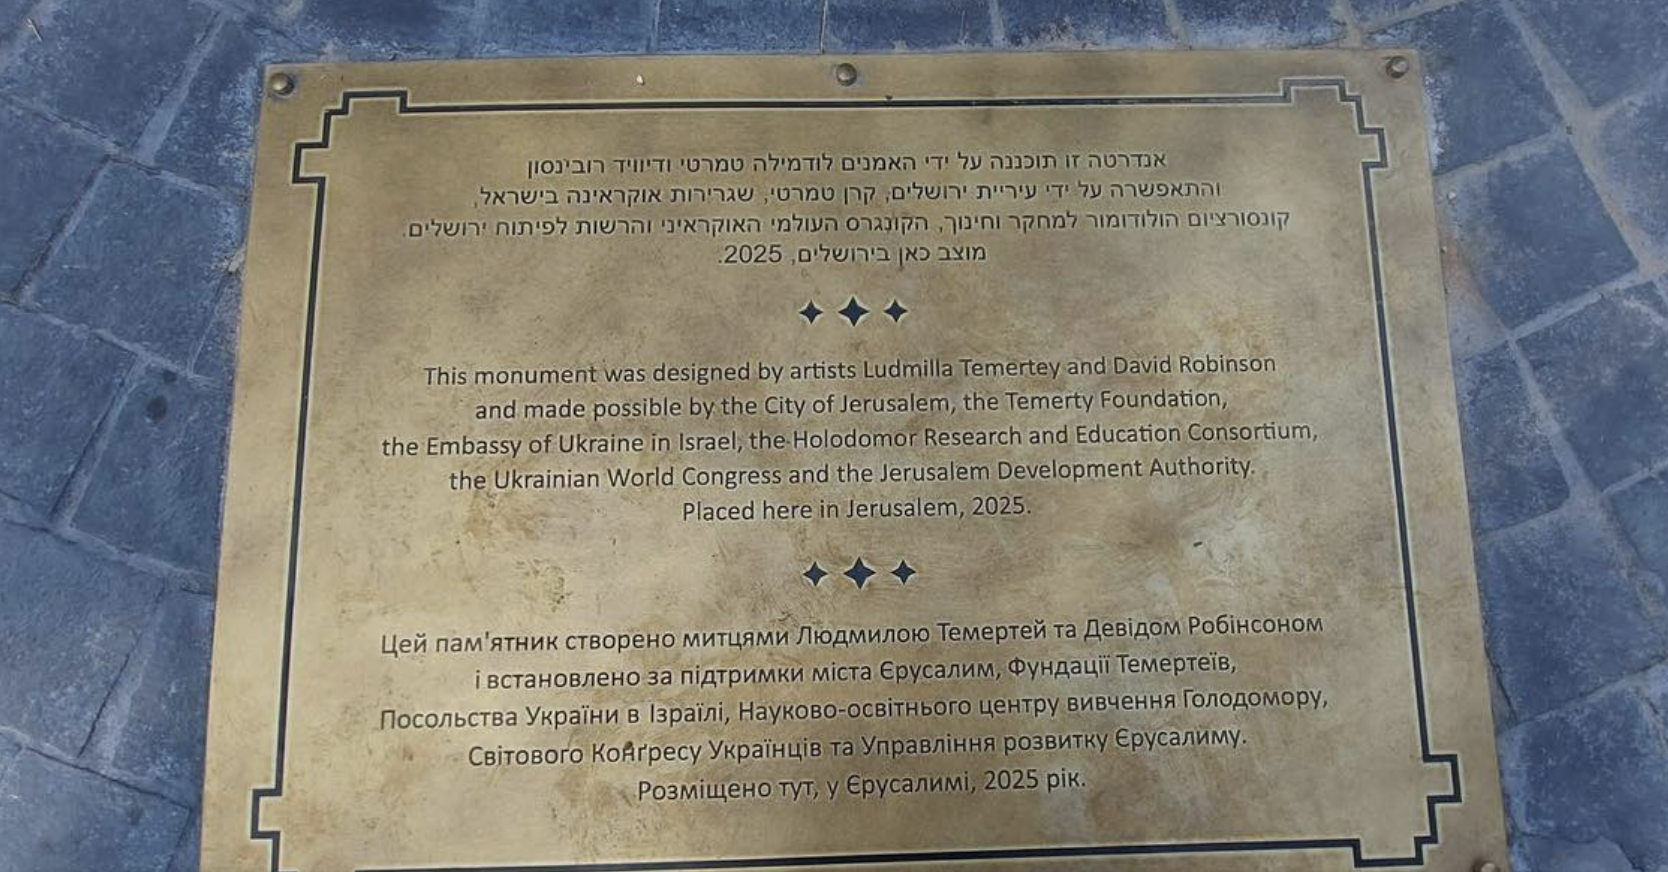 אנדרטה זו תוכננה על ידי האמנים לודמילה טמרטי ודיוויד רובינסון
והתאפשרה על ידי עיריית ירושלים, קרן טמרטי, שגרירות אוקראינה בישראל,
קונסורציום הולודומור למחקר וחינוך, הקונגרס העולמי האוקראיני והרשות לפיתוח ירושלים.
מוצב כאן בירושלים, 2025.
This monument was designed by artists Ludmilla Temertey and David Robinson
and made possible by the City of Jerusalem, the Temerty Foundation,
the Embassy of Ukraine in Israel, the Holodomor Research and Education Consortium,
the Ukrainian World Congress and the Jerusalem Development Authority.
Placed here in Jerusalem, 2025.
Цей пам'ятник створено митцями Людмилою Темертей та Девідом Робінсоном
і встановлено за підтримки міста Єрусалим, Фундації Темертеїв,
Посольства України в Ізраїлі, Науково-освітнього центру вивчення Голодомору,
Світового Конґресу Українців та Управління розвитку Єрусалиму.
Розміщено тут, у Єрусалимі, 2025 рік.